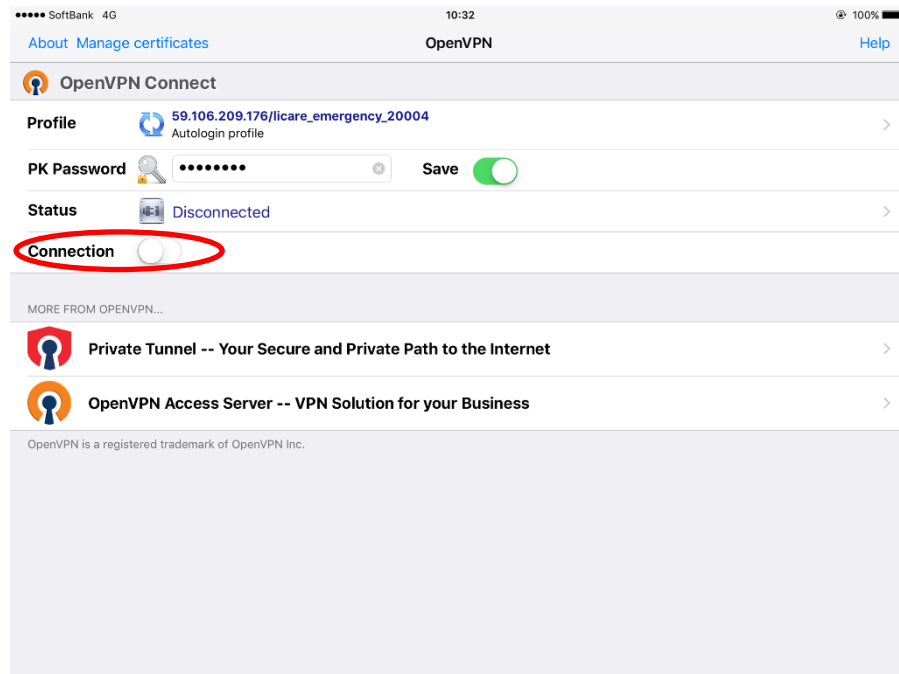 ●●●●● SoftBank 4G 10:32 100%
About Manage certificates OpenVPN Help
OpenVPN Connect
Profile 59.106.209.176/licare_emergency_20004
Autologin profile
PK Password •••••••• Save
Status Disconnected
Connection
MORE FROM OPENVPN...
Private Tunnel -- Your Secure and Private Path to the Internet
OpenVPN Access Server -- VPN Solution for your Business
OpenVPN is a registered trademark of OpenVPN Inc.